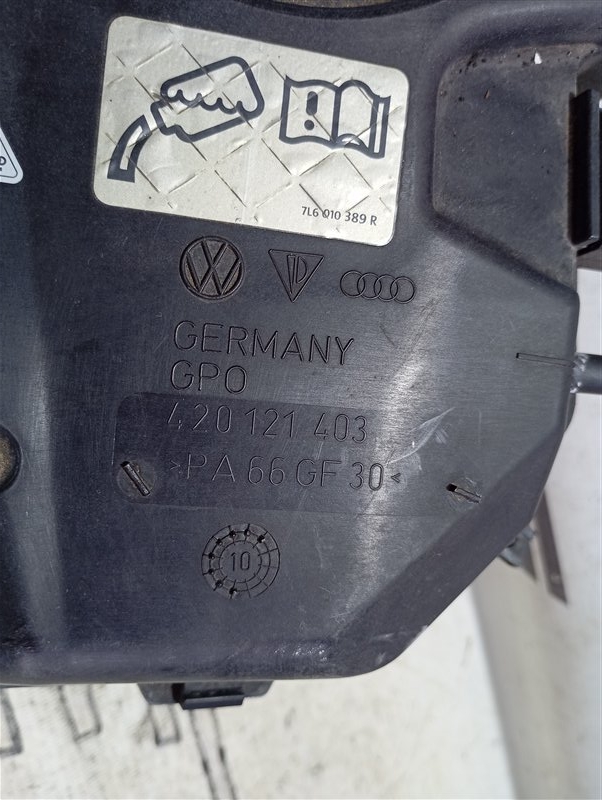 7L6 010 389 R
GERMANY
GPO
420 121 403
>PA 66 GF 30<
10